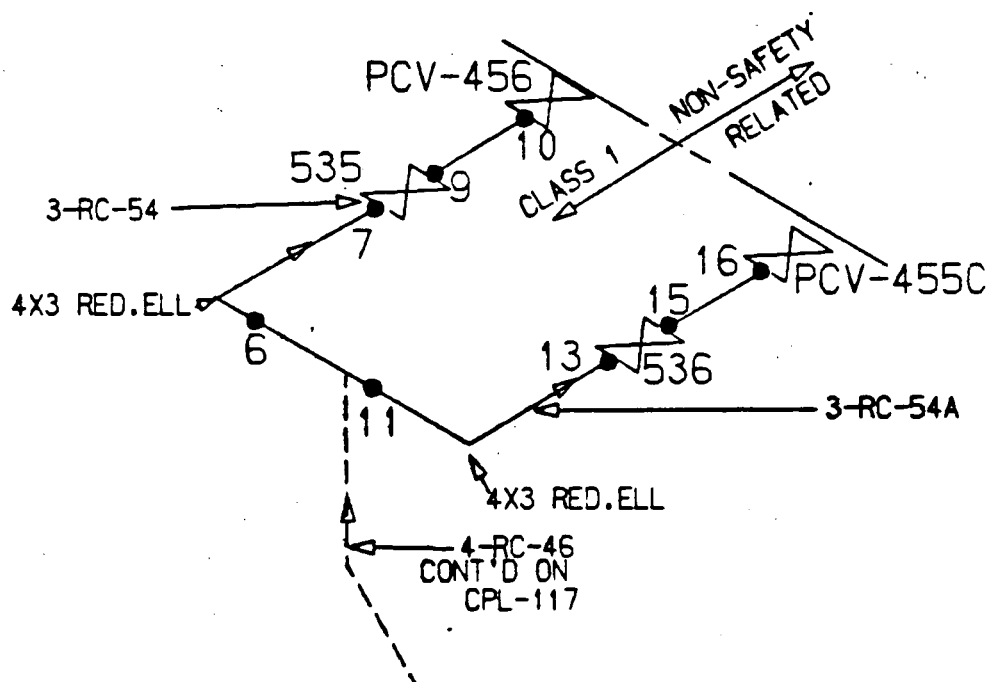 PCV-456
NON-SAFETY
RELATED
CLASS 1
10
535
9
3-RC-54
7
4X3 RED.ELL
6
16
PCV-455C
15
13
536
11
3-RC-54A
4X3 RED.ELL
4-RC-46
CONT'D ON
CPL-117